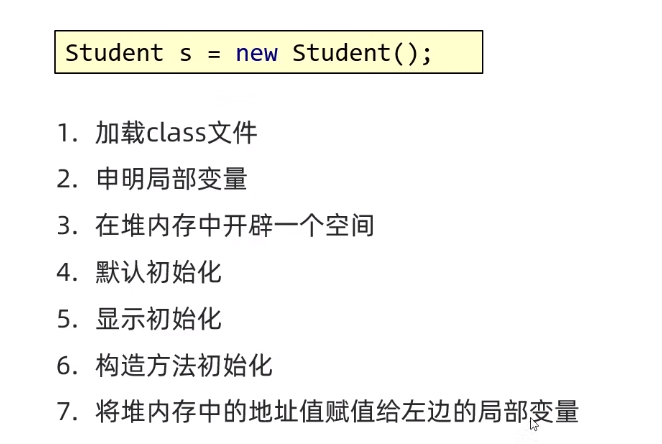 Student s = new Student();
1. 加载class文件
2. 申明局部变量
3. 在堆内存中开辟一个空间
4. 默认初始化
5. 显示初始化
6. 构造方法初始化
7. 将堆内存中的地址值赋值给左边的局部变量